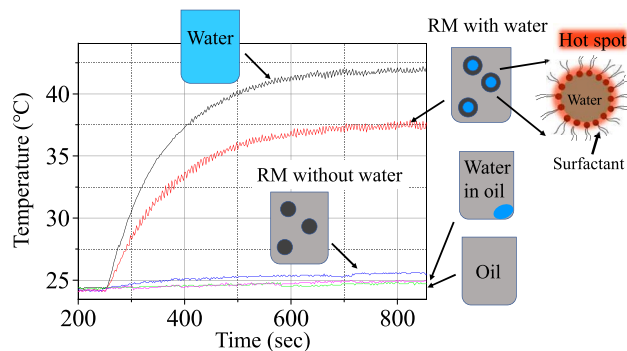 RM with water
Water
Hot spot
Water
Surfactant
RM without water
Water
in oil
Oil
Temperature (℃)
40
35
30
25
200
400
600
800
Time (sec)